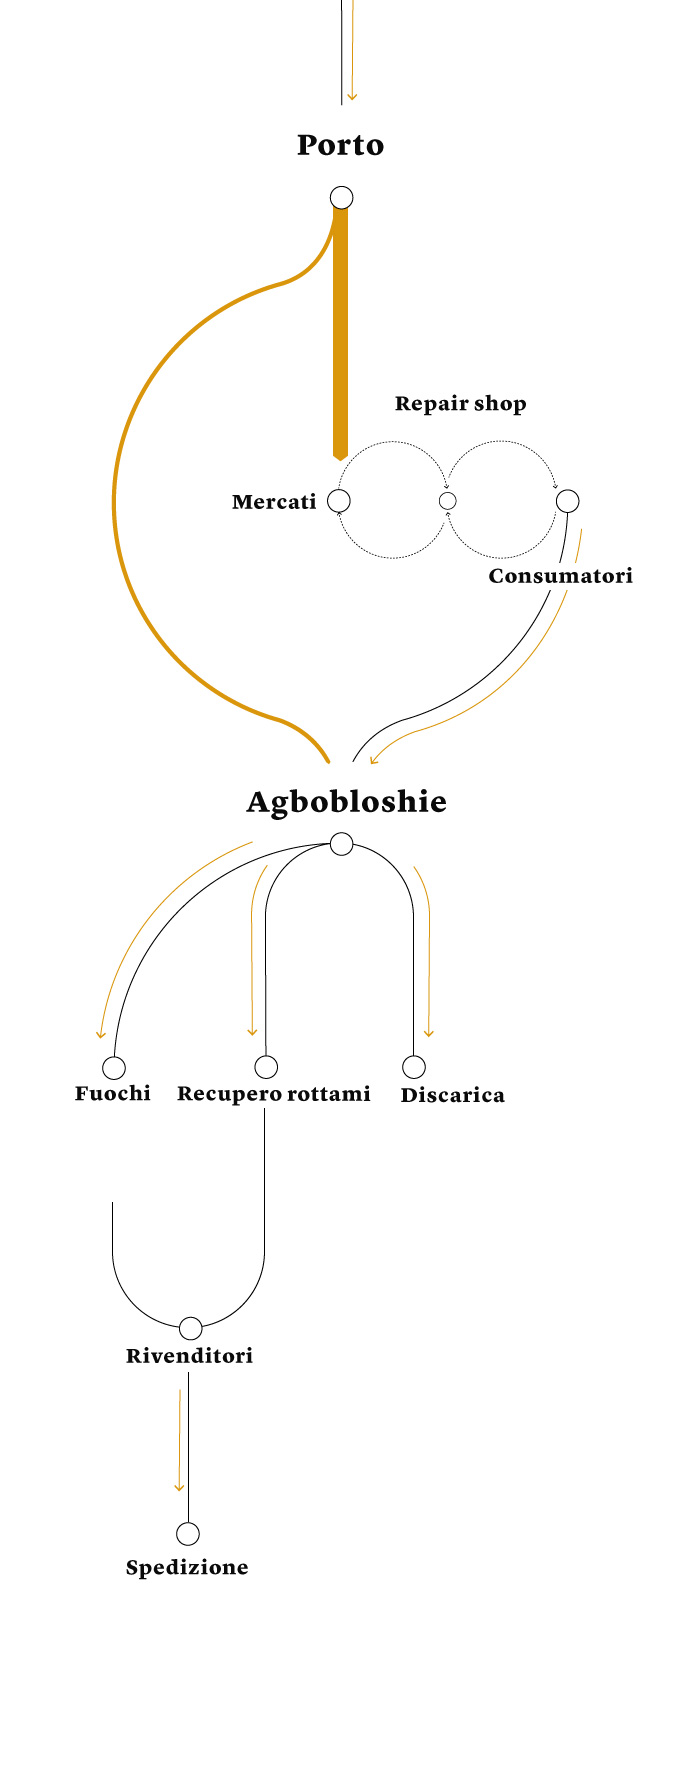 Porto
Repair shop
Mercati
Consumatori
Agbobloshie
Fuochi
Recupero rottami
Discarica
Rivenditori
Spedizione